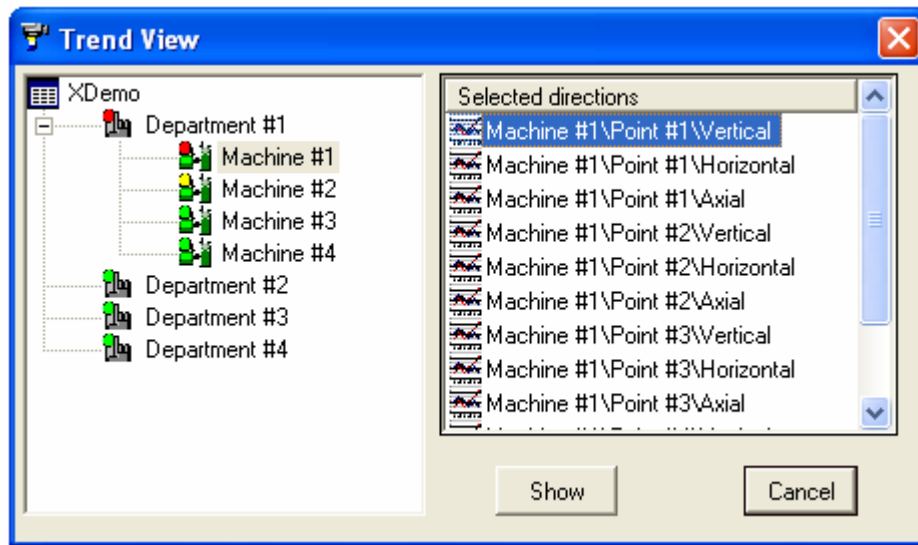 Trend View
XDemo
Department #1
Machine #1
Machine #2
Machine #3
Machine #4
Department #2
Department #3
Department #4
Selected directions
Machine #1\Point #1\Vertical
Machine #1\Point #1\Horizontal
Machine #1\Point #1\Axial
Machine #1\Point #2\Vertical
Machine #1\Point #2\Horizontal
Machine #1\Point #2\Axial
Machine #1\Point #3\Vertical
Machine #1\Point #3\Horizontal
Machine #1\Point #3\Axial
Show
Cancel